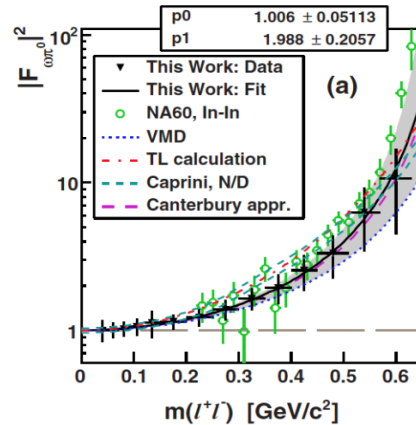 p0 1.006 ± 0.05113
p1 1.988 ± 0.2057
|F_ωπ⁰|²
10²
This Work: Data
(a)
This Work: Fit
NA60, In-In
VMD
TL calculation
Caprini, N/D
Canterbury appr.
10
1
0 0.1 0.2 0.3 0.4 0.5 0.6
m(l⁺l⁻) [GeV/c²]